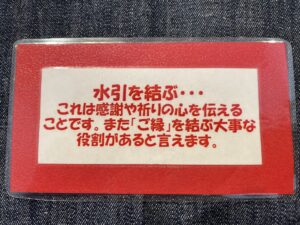 水引を結ぶ・・・
これは感謝や祈りの心を伝える
ことです。また「ご縁」を結ぶ大事な
役割があると言えます。